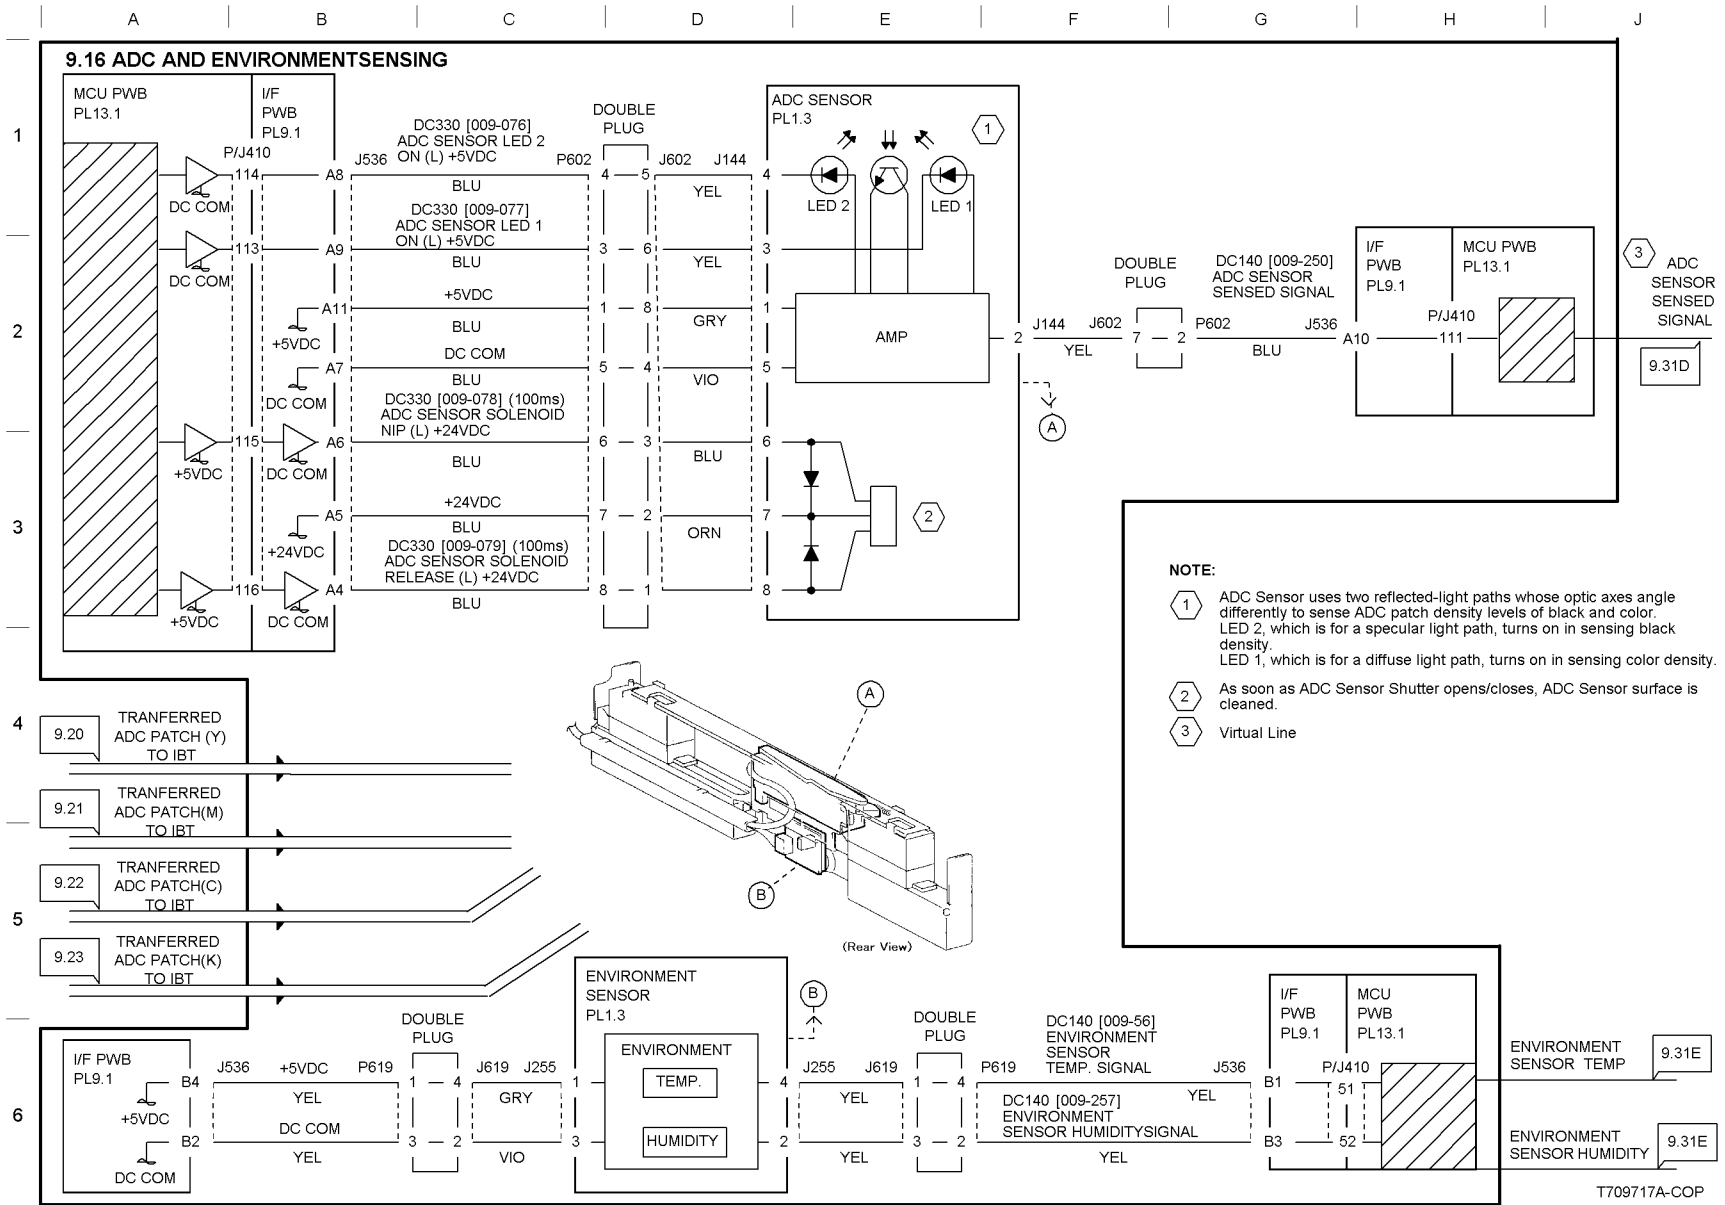 A B C D E F G H J
9.16 ADC AND ENVIRONMENTSENSING
1
2
3
4
5
6
MCU PWB
PL13.1
I/F
PWB
PL9.1
P/J410
114
DC COM
113
DC COM
115
+5VDC
116
+5VDC
J536
A8
A9
A11
+5VDC
A7
DC COM
A6
DC COM
A5
+24VDC
A4
DC COM
DC330 [009-076]
ADC SENSOR LED 2
ON (L) +5VDC
BLU
DC330 [009-077]
ADC SENSOR LED 1
ON (L) +5VDC
BLU
+5VDC
BLU
DC COM
BLU
DC330 [009-078] (100ms)
ADC SENSOR SOLENOID
NIP (L) +24VDC
BLU
+24VDC
BLU
DC330 [009-079] (100ms)
ADC SENSOR SOLENOID
RELEASE (L) +24VDC
BLU
DOUBLE
PLUG
P602 J602 J144
4 5 YEL 4
3 6 YEL 3
1 8 GRY 1
5 4 VIO 5
6 3 BLU 6
7 2 ORN 7
8 1 8
ADC SENSOR
PL1.3
1
LED 2 LED 1
AMP
2
2
J144 J602
YEL
A
DOUBLE
PLUG
7 2
P602
DC140 [009-250]
ADC SENSOR
SENSED SIGNAL
BLU
J536
A10
I/F
PWB
PL9.1
P/J410
111
MCU PWB
PL13.1
3
ADC
SENSOR
SENSED
SIGNAL
9.31D
NOTE:
1 ADC Sensor uses two reflected-light paths whose optic axes angle
differently to sense ADC patch density levels of black and color.
LED 2, which is for a specular light path, turns on in sensing black
density.
LED 1, which is for a diffuse light path, turns on in sensing color density.
2 As soon as ADC Sensor Shutter opens/closes, ADC Sensor surface is
cleaned.
3 Virtual Line
9.20
TRANFERRED
ADC PATCH (Y)
TO IBT
9.21
TRANFERRED
ADC PATCH(M)
TO IBT
9.22
TRANFERRED
ADC PATCH(C)
TO IBT
9.23
TRANFERRED
ADC PATCH(K)
TO IBT
A
B
(Rear View)
I/F PWB
PL9.1
B4
+5VDC
B2
DC COM
J536 +5VDC P619
YEL
DC COM
YEL
DOUBLE
PLUG
1 4
3 2
J619 J255
GRY
VIO
1
3
ENVIRONMENT
SENSOR
PL1.3
ENVIRONMENT
TEMP.
HUMIDITY
4
2
B
J255 J619
YEL
YEL
DOUBLE
PLUG
1 4
3 2
P619
DC140 [009-56]
ENVIRONMENT
SENSOR
TEMP. SIGNAL
YEL
DC140 [009-257]
ENVIRONMENT
SENSOR HUMIDITYSIGNAL
YEL
J536
B1
B3
I/F
PWB
PL9.1
MCU
PWB
PL13.1
P/J410
51
52
ENVIRONMENT
SENSOR TEMP
9.31E
ENVIRONMENT
SENSOR HUMIDITY
9.31E
T709717A-COP